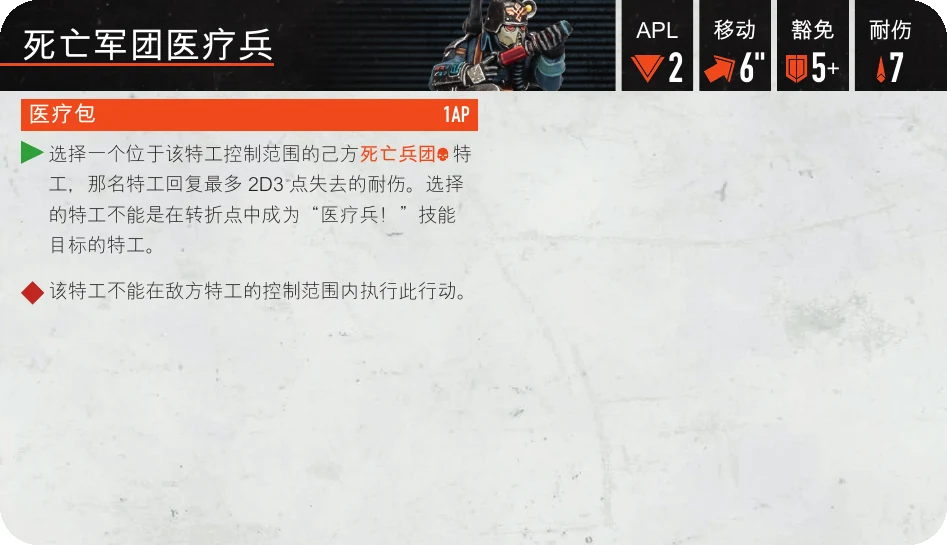 死亡军团医疗兵
APL 移动 豁免 耐伤
2 6" 5+ 7
医疗包 1AP
选择一个位于该特工控制范围的己方死亡兵团特
工，那名特工回复最多 2D3 点失去的耐伤。选择
的特工不能是在转折点中成为“医疗兵！”技能
目标的特工。
该特工不能在敌方特工的控制范围内执行此行动。